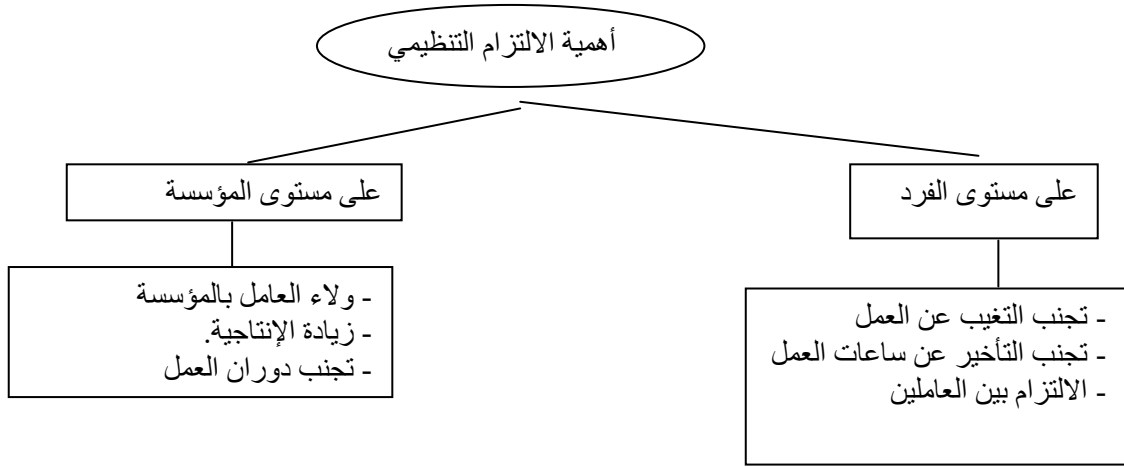 أهمية الالتزام التنظيمي
على مستوى الفرد
على مستوى المؤسسة
- تجنب التغيب عن العمل
- تجنب التأخير عن ساعات العمل
- الالتزام بين العاملين
- ولاء العامل بالمؤسسة
- زيادة الإنتاجية.
- تجنب دوران العمل